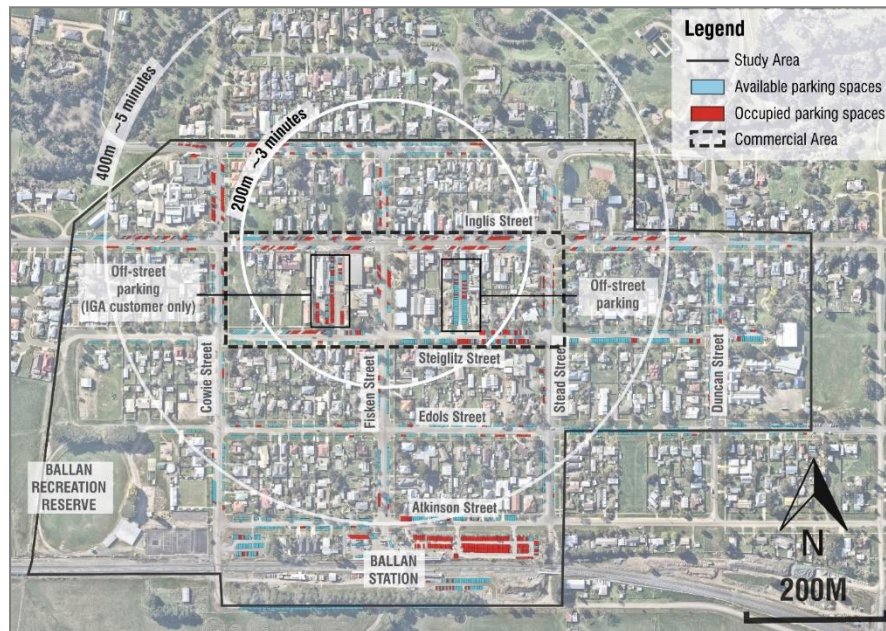 Legend
Study Area
Available parking spaces
Occupied parking spaces
Commercial Area
400m ~5 minutes
200m ~3 minutes
Inglis Street
Off-street
parking
(IGA customer only)
Off-street
parking
Steiglitz Street
Cowie Street
Fisken Street
Stead Street
Duncan Street
Edols Street
BALLAN
RECREATION
RESERVE
Atkinson Street
BALLAN
STATION
N
200M